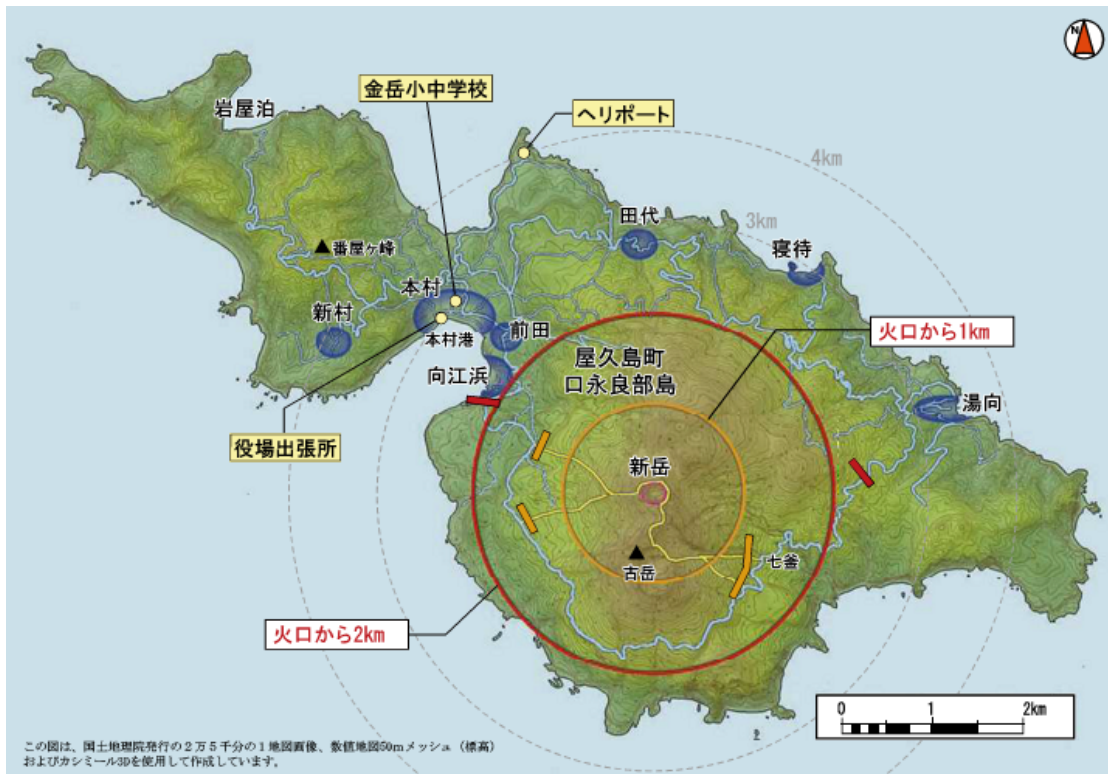 N
金岳小中学校
岩屋泊
ヘリポート
4km
田代
3km
寝待
番屋ヶ峰
本村
新村
本村港
前田
火口から1km
屋久島町
口永良部島
向江浜
湯向
役場出張所
新岳
七釜
古岳
火口から2km
0 1 2km
この図は、国土地理院発行の2万5千分の1地図画像、数値地図50mメッシュ(標高)
およびカシミール3Dを使用して作成しています。